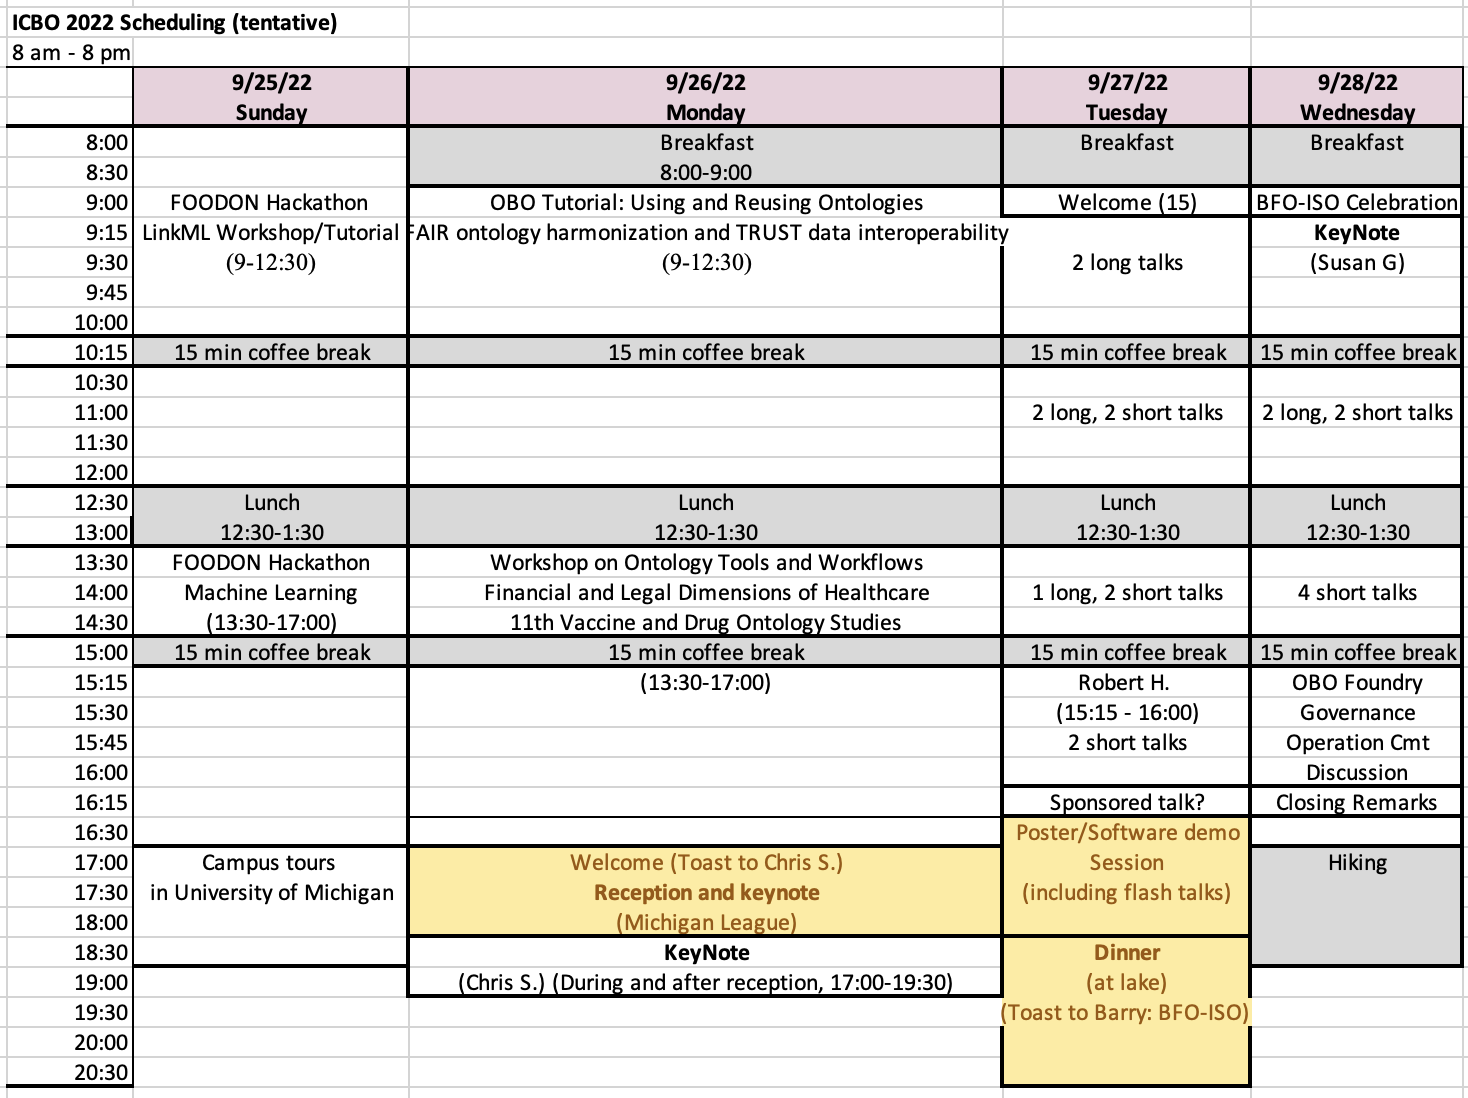 ICBO 2022 Scheduling (tentative)
8 am - 8 pm
9/25/22 9/26/22 9/27/22 9/28/22
Sunday Monday Tuesday Wednesday
8:00 Breakfast Breakfast Breakfast
8:30 8:00-9:00
9:00 FOODON Hackathon OBO Tutorial: Using and Reusing Ontologies Welcome (15) BFO-ISO Celebration
9:15 LinkML Workshop/Tutorial FAIR ontology harmonization and TRUST data interoperability KeyNote
9:30 (9-12:30) (9-12:30) 2 long talks (Susan G)
9:45
10:00
10:15 15 min coffee break 15 min coffee break 15 min coffee break 15 min coffee break
10:30
11:00 2 long, 2 short talks 2 long, 2 short talks
11:30
12:00
12:30 Lunch Lunch Lunch Lunch
13:00 12:30-1:30 12:30-1:30 12:30-1:30 12:30-1:30
13:30 FOODON Hackathon Workshop on Ontology Tools and Workflows
14:00 Machine Learning Financial and Legal Dimensions of Healthcare 1 long, 2 short talks 4 short talks
14:30 (13:30-17:00) 11th Vaccine and Drug Ontology Studies
15:00 15 min coffee break 15 min coffee break 15 min coffee break 15 min coffee break
15:15 (13:30-17:00) Robert H. OBO Foundry
15:30 (15:15 - 16:00) Governance
15:45 2 short talks Operation Cmt
16:00 Discussion
16:15 Sponsored talk? Closing Remarks
16:30 Poster/Software demo
17:00 Campus tours Welcome (Toast to Chris S.) Session Hiking
17:30 in University of Michigan Reception and keynote (including flash talks)
18:00 (Michigan League)
18:30 KeyNote Dinner
19:00 (Chris S.) (During and after reception, 17:00-19:30) (at lake)
19:30 (Toast to Barry: BFO-ISO)
20:00
20:30